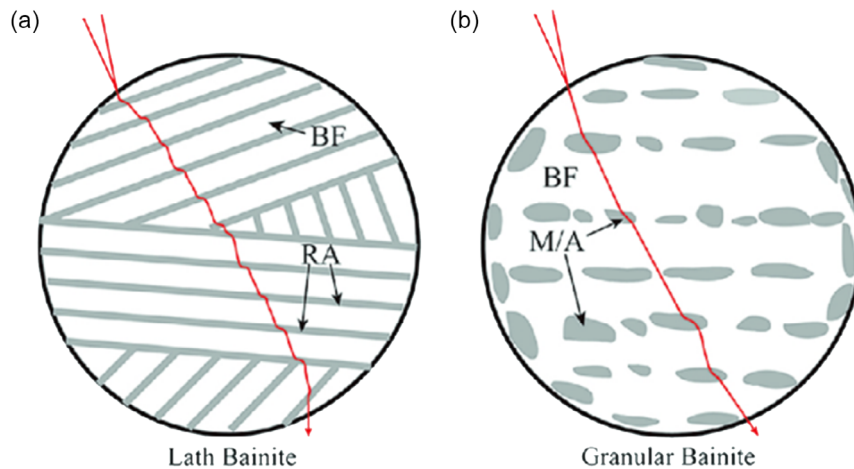 (a)
BF
RA
Lath Bainite
(b)
BF
M/A
Granular Bainite